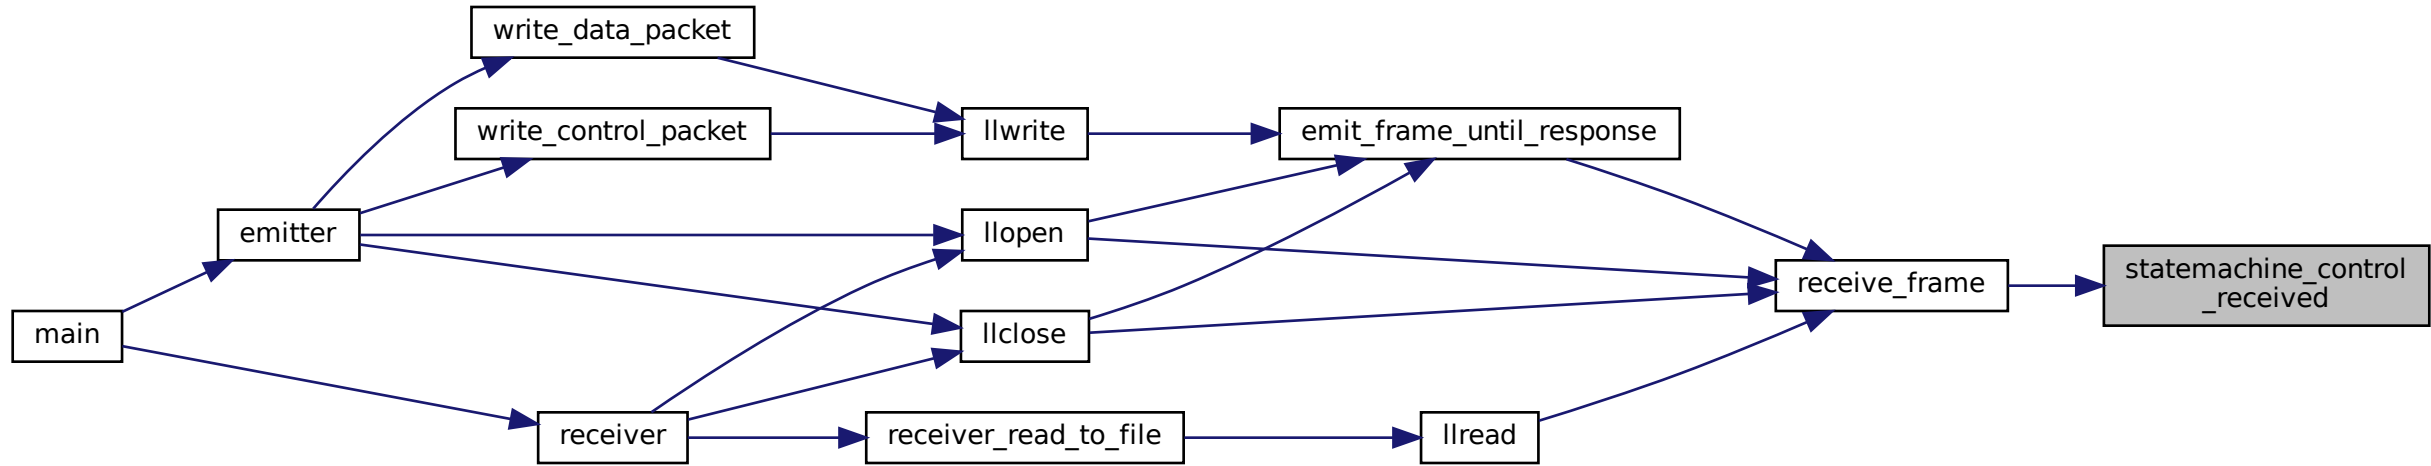 write_data_packet
write_control_packet
llwrite
emit_frame_until_response
emitter
llopen
statemachine_control
_received
receive_frame
main
llclose
receiver
receiver_read_to_file
llread